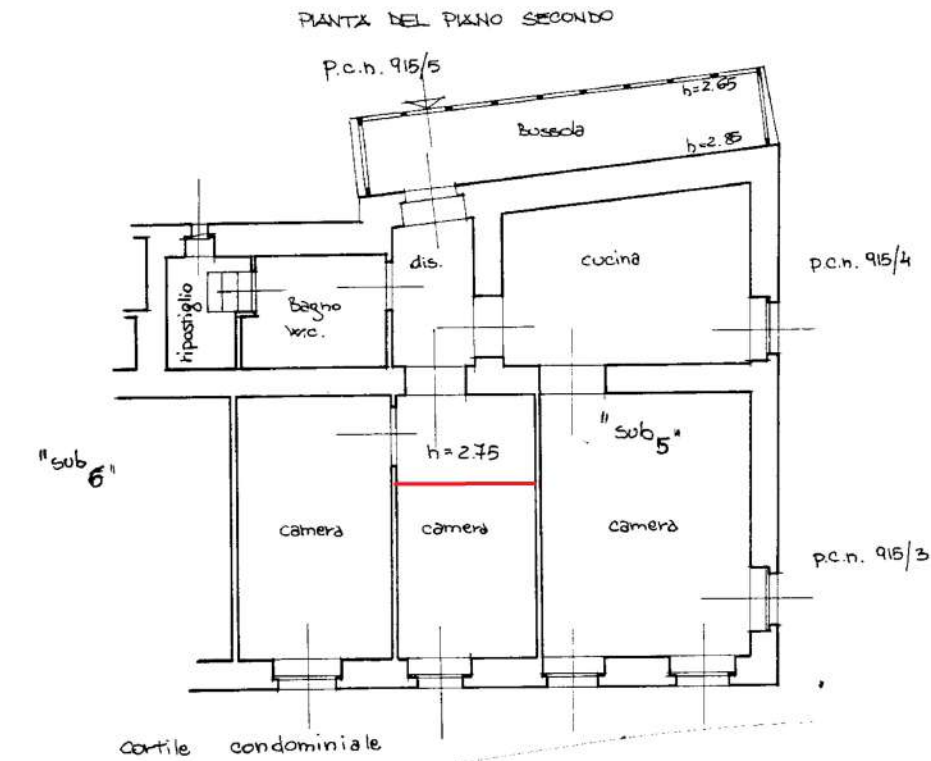 PIANTA DEL PIANO SECONDO
p.c.n. 915/5
h=2.65
Bussola
h=2.85
dis.
cucina
p.c.n. 915/4
ripostiglio
Bagno
w.c.
"sub 6"
h=2.75
"sub 5"
camera
camera
camera
p.c.n. 915/3
cortile condominiale